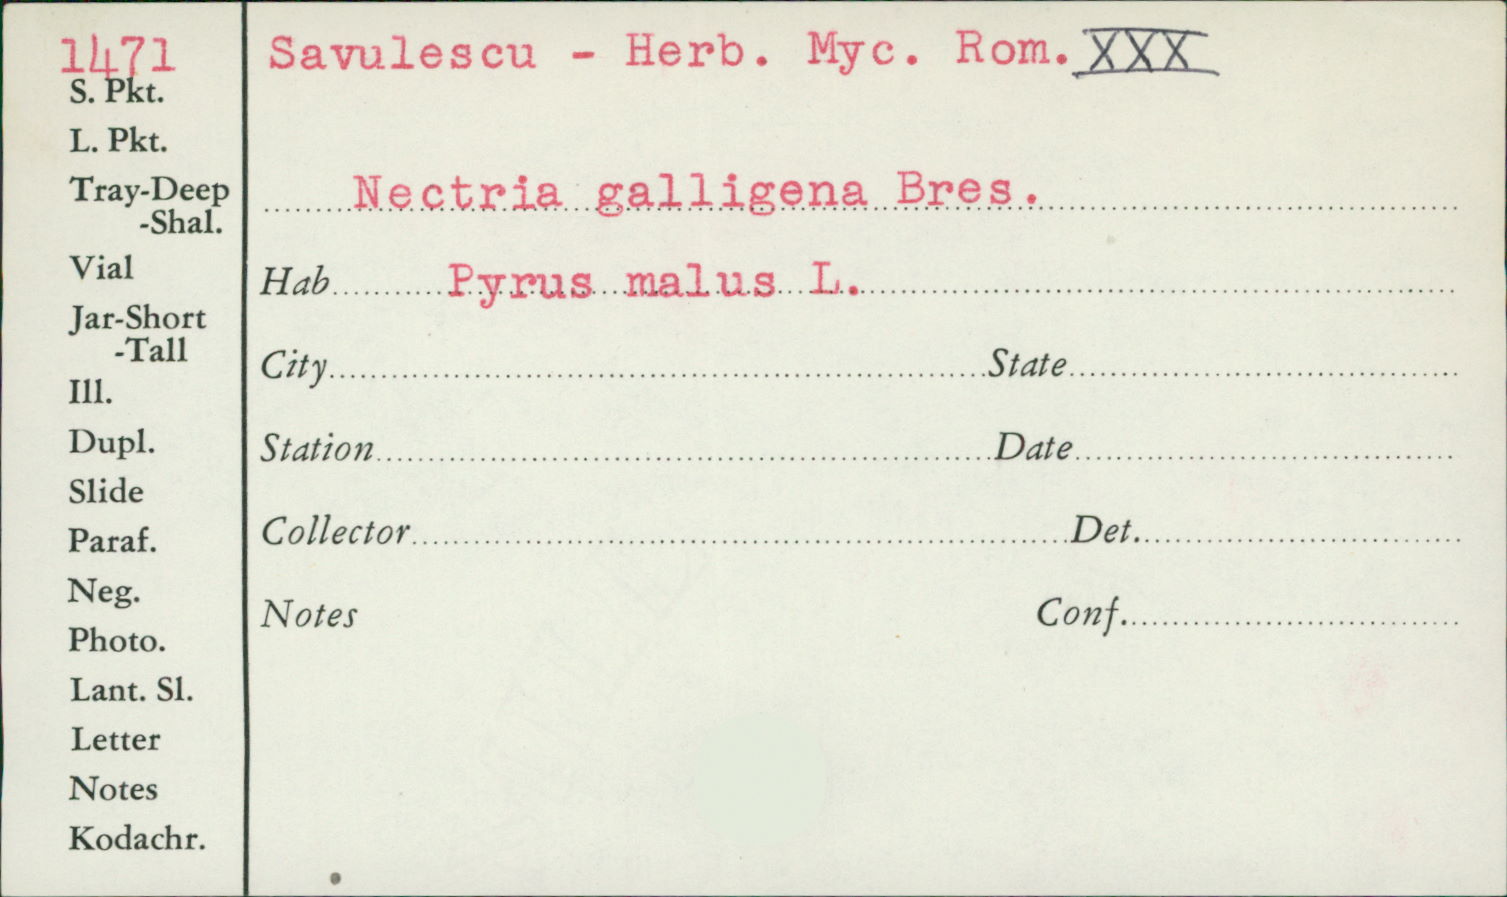 1471
Savulescu - Herb. Myc. Rom. XXX
S. Pkt.
L. Pkt.
Tray-Deep
-Shal.
Vial
Jar-Short
-Tall
Ill.
Dupl.
Slide
Paraf.
Neg.
Photo.
Lant. Sl.
Letter
Notes
Kodachr.
Nectria galligena Bres.
Hab Pyrus malus L.
City State
Station Date
Collector Det.
Notes Conf.